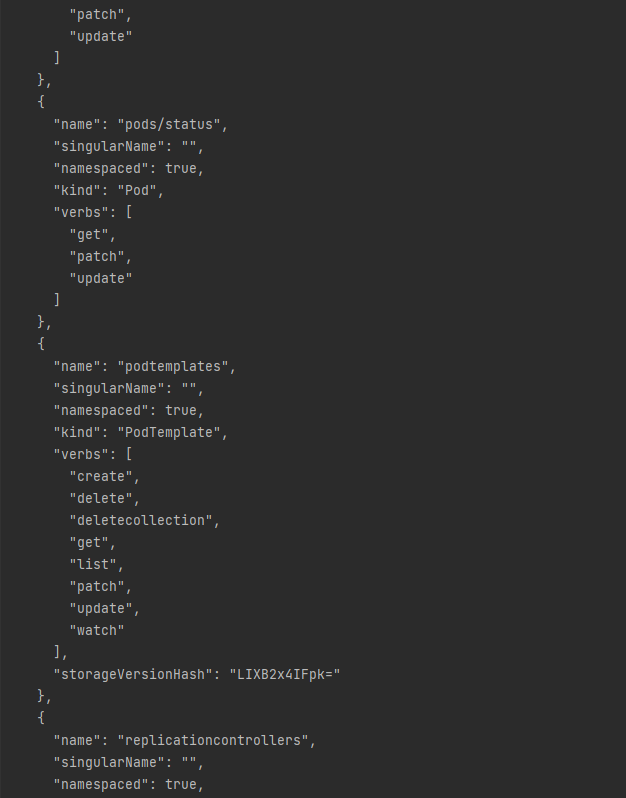 "patch",
"update"
]
},
{
"name": "pods/status",
"singularName": "",
"namespaced": true,
"kind": "Pod",
"verbs": [
"get",
"patch",
"update"
]
},
{
"name": "podtemplates",
"singularName": "",
"namespaced": true,
"kind": "PodTemplate",
"verbs": [
"create",
"delete",
"deletecollection",
"get",
"list",
"patch",
"update",
"watch"
],
"storageVersionHash": "LIXB2x4IFpk="
},
{
"name": "replicationcontrollers",
"singularName": "",
"namespaced": true,